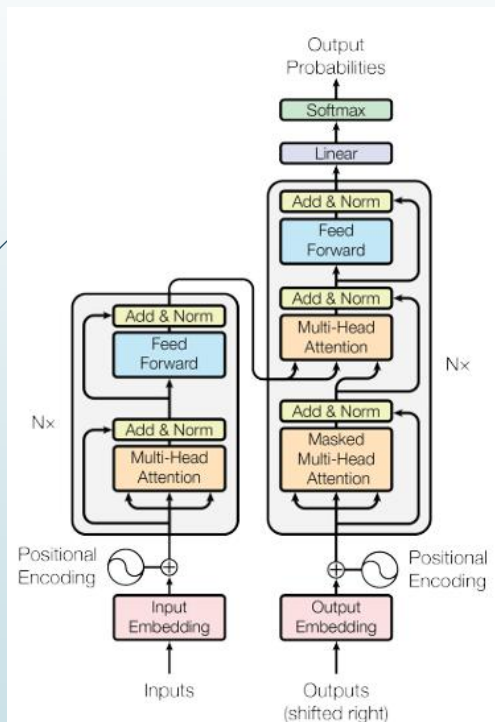 Output
Probabilities
Softmax
Linear
Add & Norm
Feed
Forward
Add & Norm
Multi-Head
Attention
Add & Norm
Masked
Multi-Head
Attention
Nx
Add & Norm
Feed
Forward
Add & Norm
Multi-Head
Attention
Nx
Positional
Encoding
Positional
Encoding
Input
Embedding
Output
Embedding
Inputs
Outputs
(shifted right)